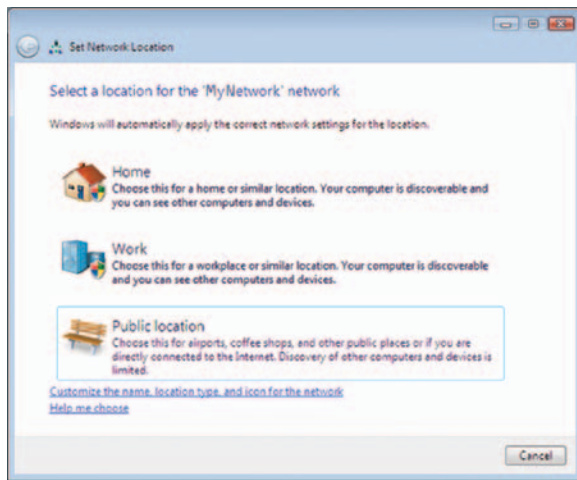 Set Network Location
Select a location for the 'MyNetwork' network
Windows will automatically apply the correct network settings for the location.
Home
Choose this for a home or similar location. Your computer is discoverable and
you can see other computers and devices.
Work
Choose this for a workplace or similar location. Your computer is discoverable
and you can see other computers and devices.
Public location
Choose this for airports, coffee shops, and other public places or if you are
directly connected to the Internet. Discovery of other computers and devices is
limited.
Customize the name, location type, and icon for the network
Help me choose
Cancel